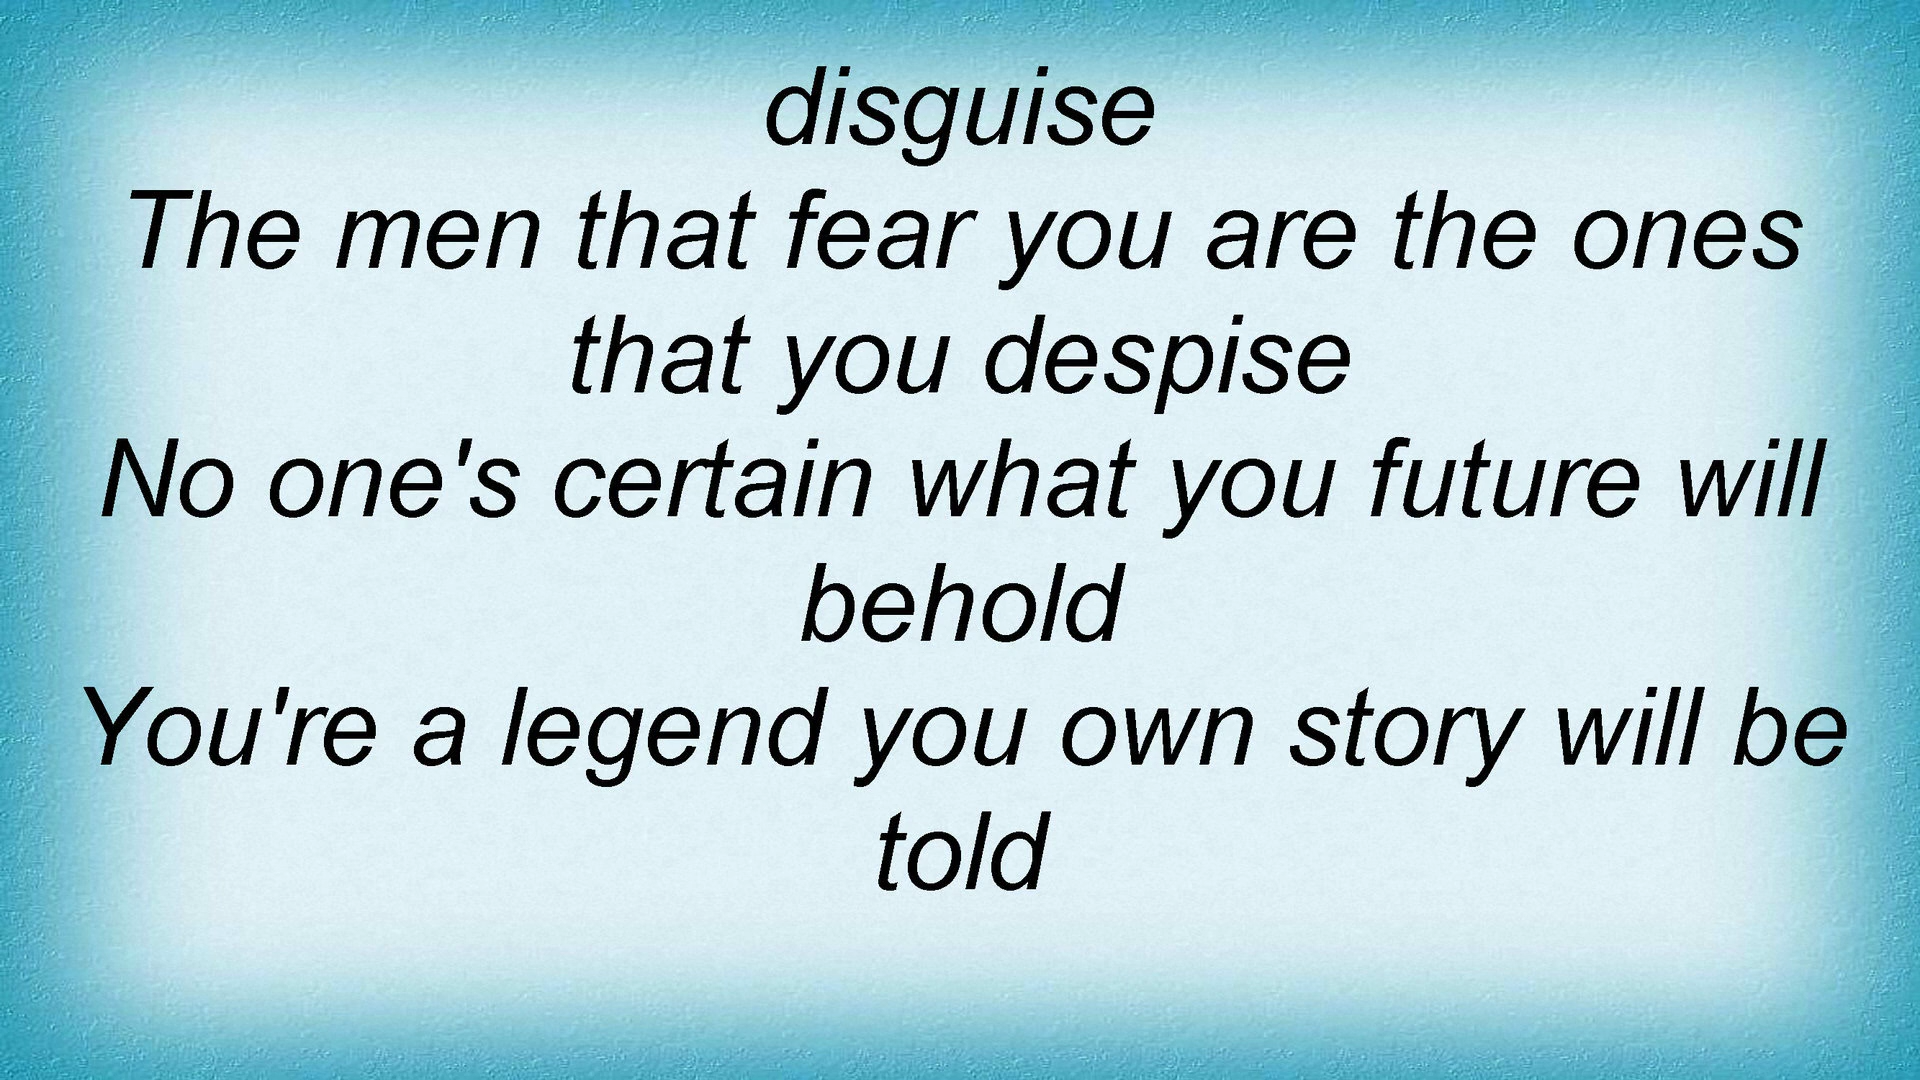 disguise
The men that fear you are the ones
that you despise
No one's certain what you future will
behold
You're a legend you own story will be
told